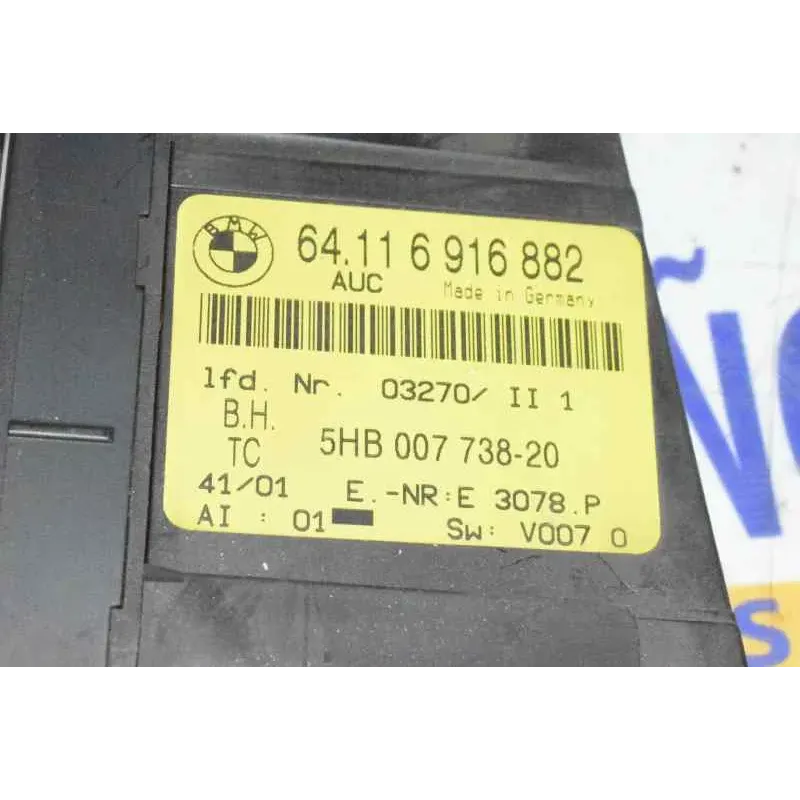 BMW 64.11 6 916 882
AUC Made in Germany
lfd. Nr. 03270/ II 1
B.H.
TC 5HB 007 738-20
41/01 E.-NR:E 3078.P
AI : 01 Sw: V007 0
Ñ
s